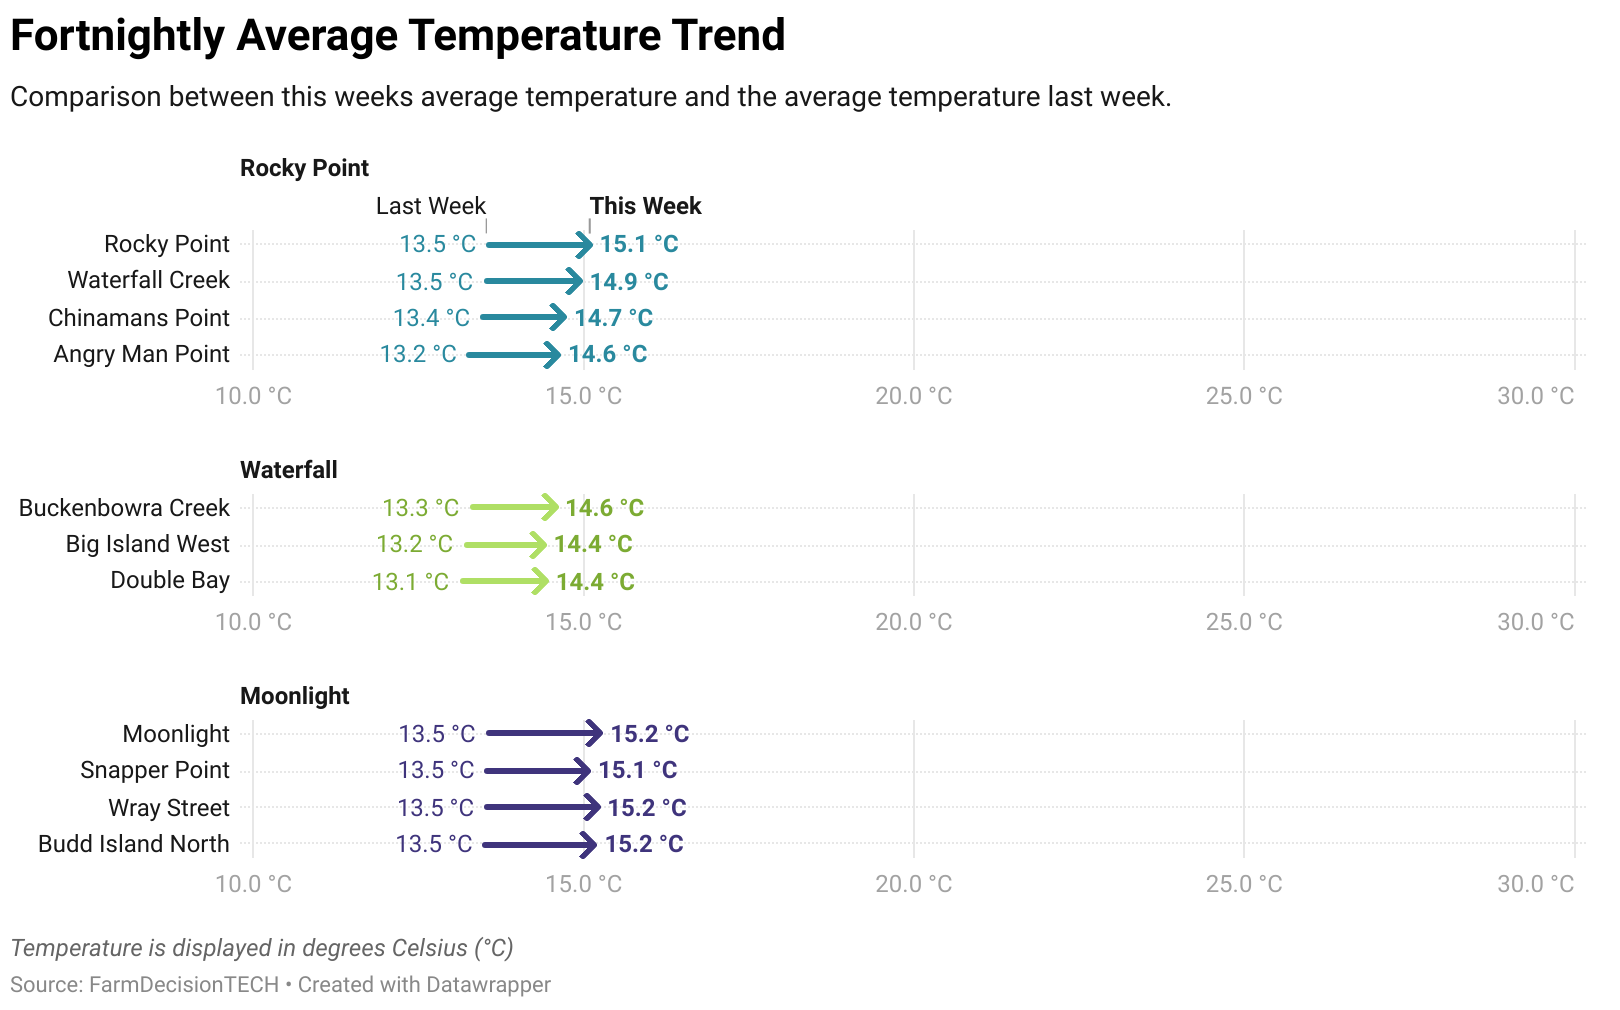 Fortnightly Average Temperature Trend
Comparison between this weeks average temperature and the average temperature last week.
Rocky Point
Last Week This Week
Rocky Point 13.5 °C 15.1 °C
Waterfall Creek 13.5 °C 14.9 °C
Chinamans Point 13.4 °C 14.7 °C
Angry Man Point 13.2 °C 14.6 °C
10.0 °C 15.0 °C 20.0 °C 25.0 °C 30.0 °C
Waterfall
Buckenbowra Creek 13.3 °C 14.6 °C
Big Island West 13.2 °C 14.4 °C
Double Bay 13.1 °C 14.4 °C
10.0 °C 15.0 °C 20.0 °C 25.0 °C 30.0 °C
Moonlight
Moonlight 13.5 °C 15.2 °C
Snapper Point 13.5 °C 15.1 °C
Wray Street 13.5 °C 15.2 °C
Budd Island North 13.5 °C 15.2 °C
10.0 °C 15.0 °C 20.0 °C 25.0 °C 30.0 °C
Temperature is displayed in degrees Celsius (°C)
Source: FarmDecisionTECH • Created with Datawrapper